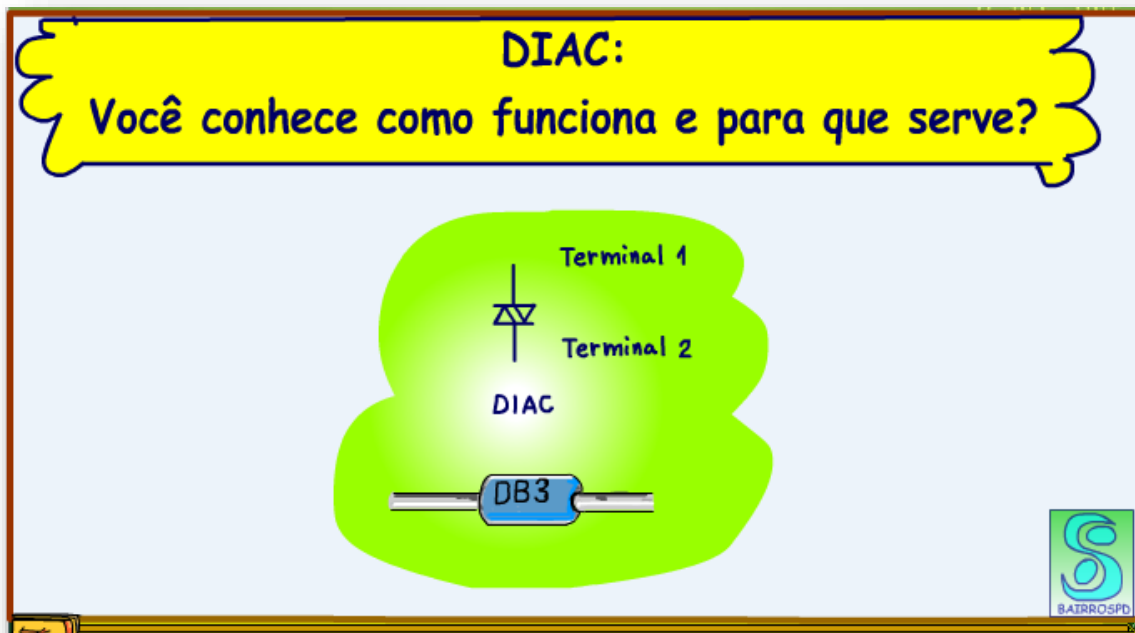 DIAC:
Você conhece como funciona e para que serve?
Terminal 1
Terminal 2
DIAC
DB3
BAIRROSPD